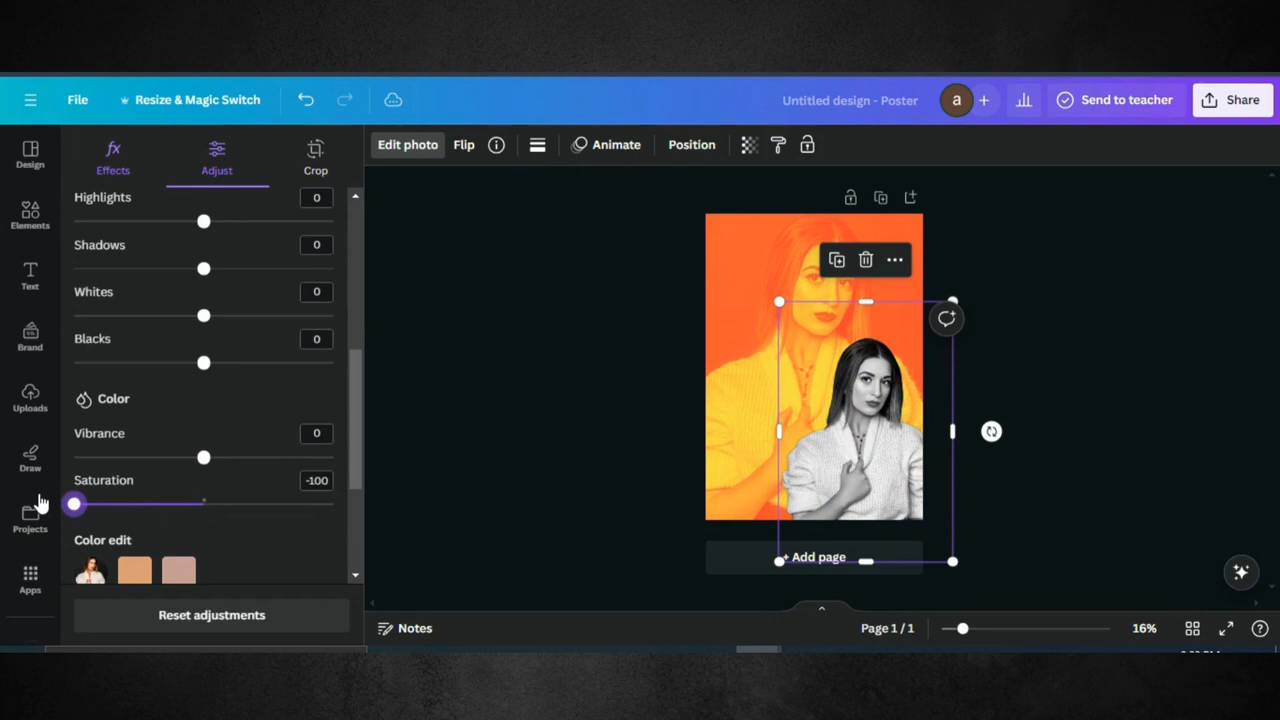 File
Resize & Magic Switch
Untitled design - Poster
a
Send to teacher
Share
Design
Elements
Text
Brand
Uploads
Draw
Projects
Apps
fx
Effects
Adjust
Crop
Highlights 0
Shadows 0
Whites 0
Blacks 0
Color
Vibrance 0
Saturation -100
Color edit
Reset adjustments
Edit photo
Flip
Animate
Position
+ Add page
Notes
Page 1 / 1
16%